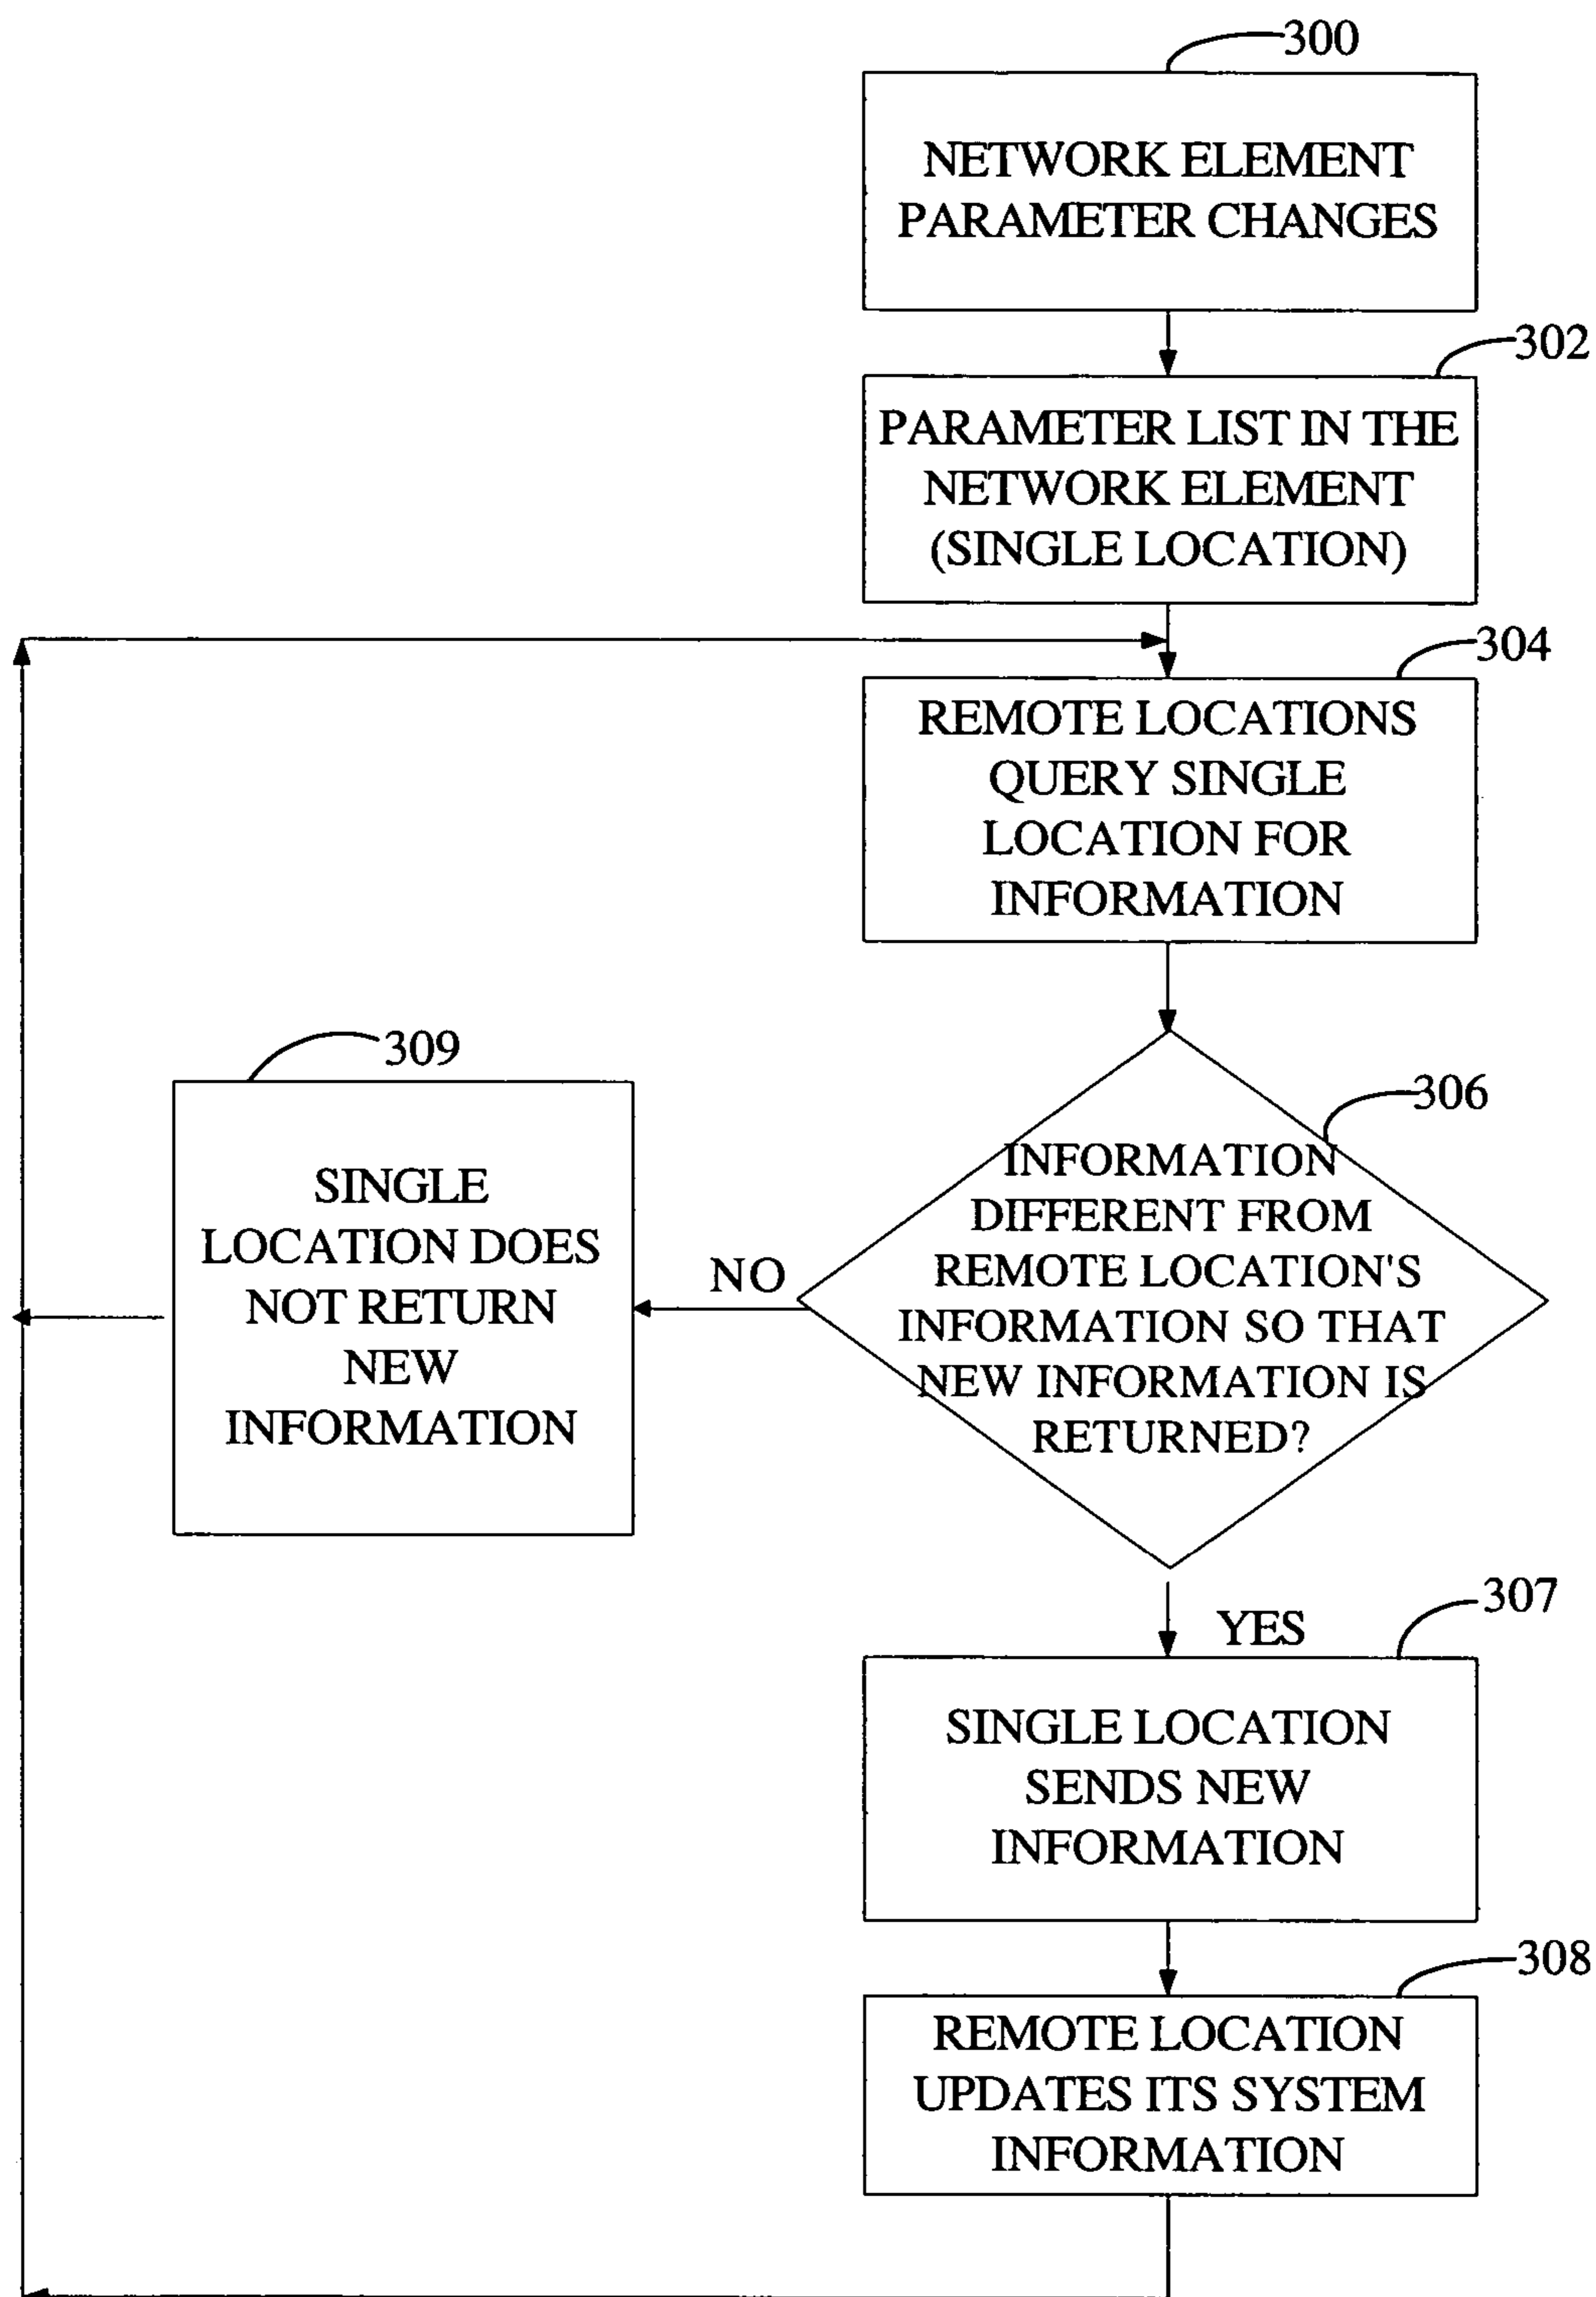 300
NETWORK ELEMENT
PARAMETER CHANGES
302
PARAMETER LIST IN THE
NETWORK ELEMENT
(SINGLE LOCATION)
304
REMOTE LOCATIONS
QUERY SINGLE
LOCATION FOR
INFORMATION
306
INFORMATION
DIFFERENT FROM
REMOTE LOCATION'S
INFORMATION SO THAT
NEW INFORMATION IS
RETURNED?
NO
309
SINGLE
LOCATION DOES
NOT RETURN
NEW
INFORMATION
YES
307
SINGLE LOCATION
SENDS NEW
INFORMATION
308
REMOTE LOCATION
UPDATES ITS SYSTEM
INFORMATION